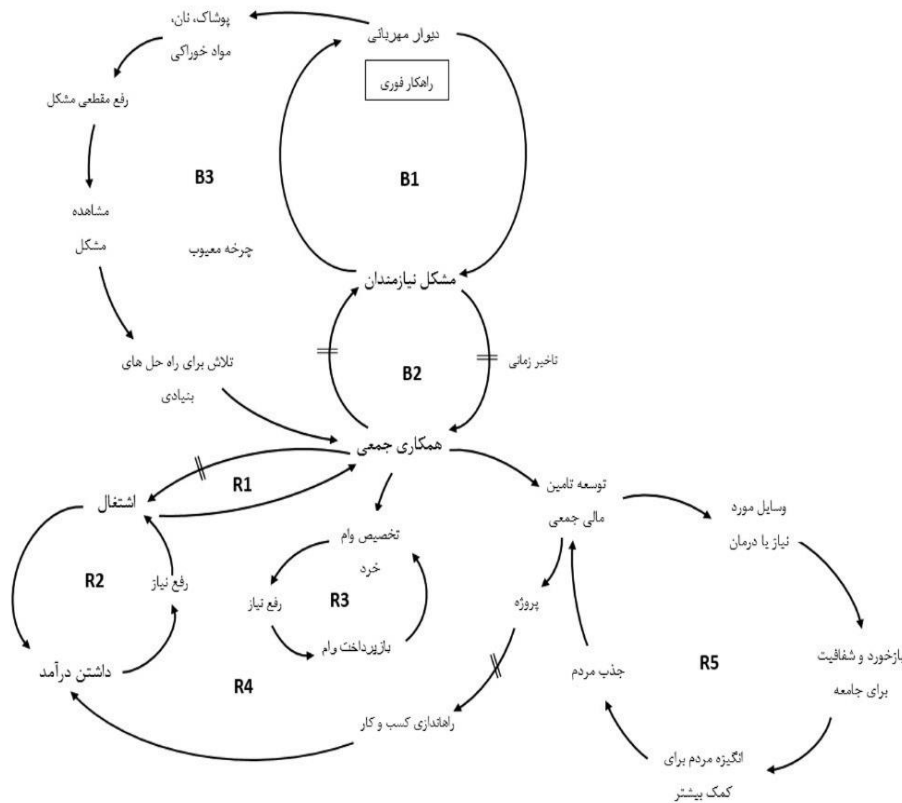 پوشاک، نان،
مواد خوراکی
دیوار مهربانی
راهکار فوری
رفع مقطعی مشکل
B3
B1
مشاهده
مشکل
چرخه معیوب
مشکل نیازمندان
تاخیر زمانی
B2
تلاش برای راه حل های
بنیادی
همکاری جمعی
R1
اشتغال
توسعه تامین
مالی جمعی
وسایل مورد
نیاز یا درمان
تخصیص وام
خرد
R2
رفع نیاز
رفع نیاز
R3
پروژه
بازپرداخت وام
داشتن درآمد
R4
جذب مردم
R5
بازخورد و شفافیت
برای جامعه
راهاندازی کسب و کار
انگیزه مردم برای
کمک بیشتر